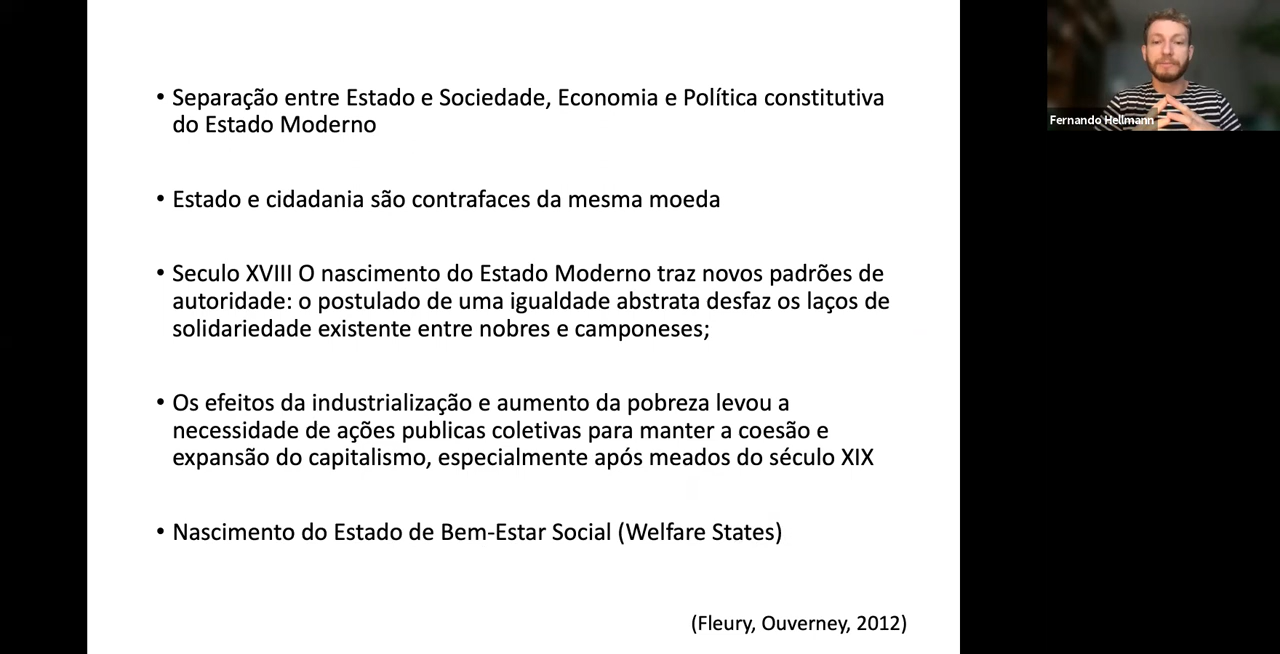 • Separação entre Estado e Sociedade, Economia e Política constitutiva
do Estado Moderno
• Estado e cidadania são contrafaces da mesma moeda
• Seculo XVIII O nascimento do Estado Moderno traz novos padrões de
autoridade: o postulado de uma igualdade abstrata desfaz os laços de
solidariedade existente entre nobres e camponeses;
• Os efeitos da industrialização e aumento da pobreza levou a
necessidade de ações publicas coletivas para manter a coesão e
expansão do capitalismo, especialmente após meados do século XIX
• Nascimento do Estado de Bem-Estar Social (Welfare States)
(Fleury, Ouverney, 2012)
Fernando Hellmann